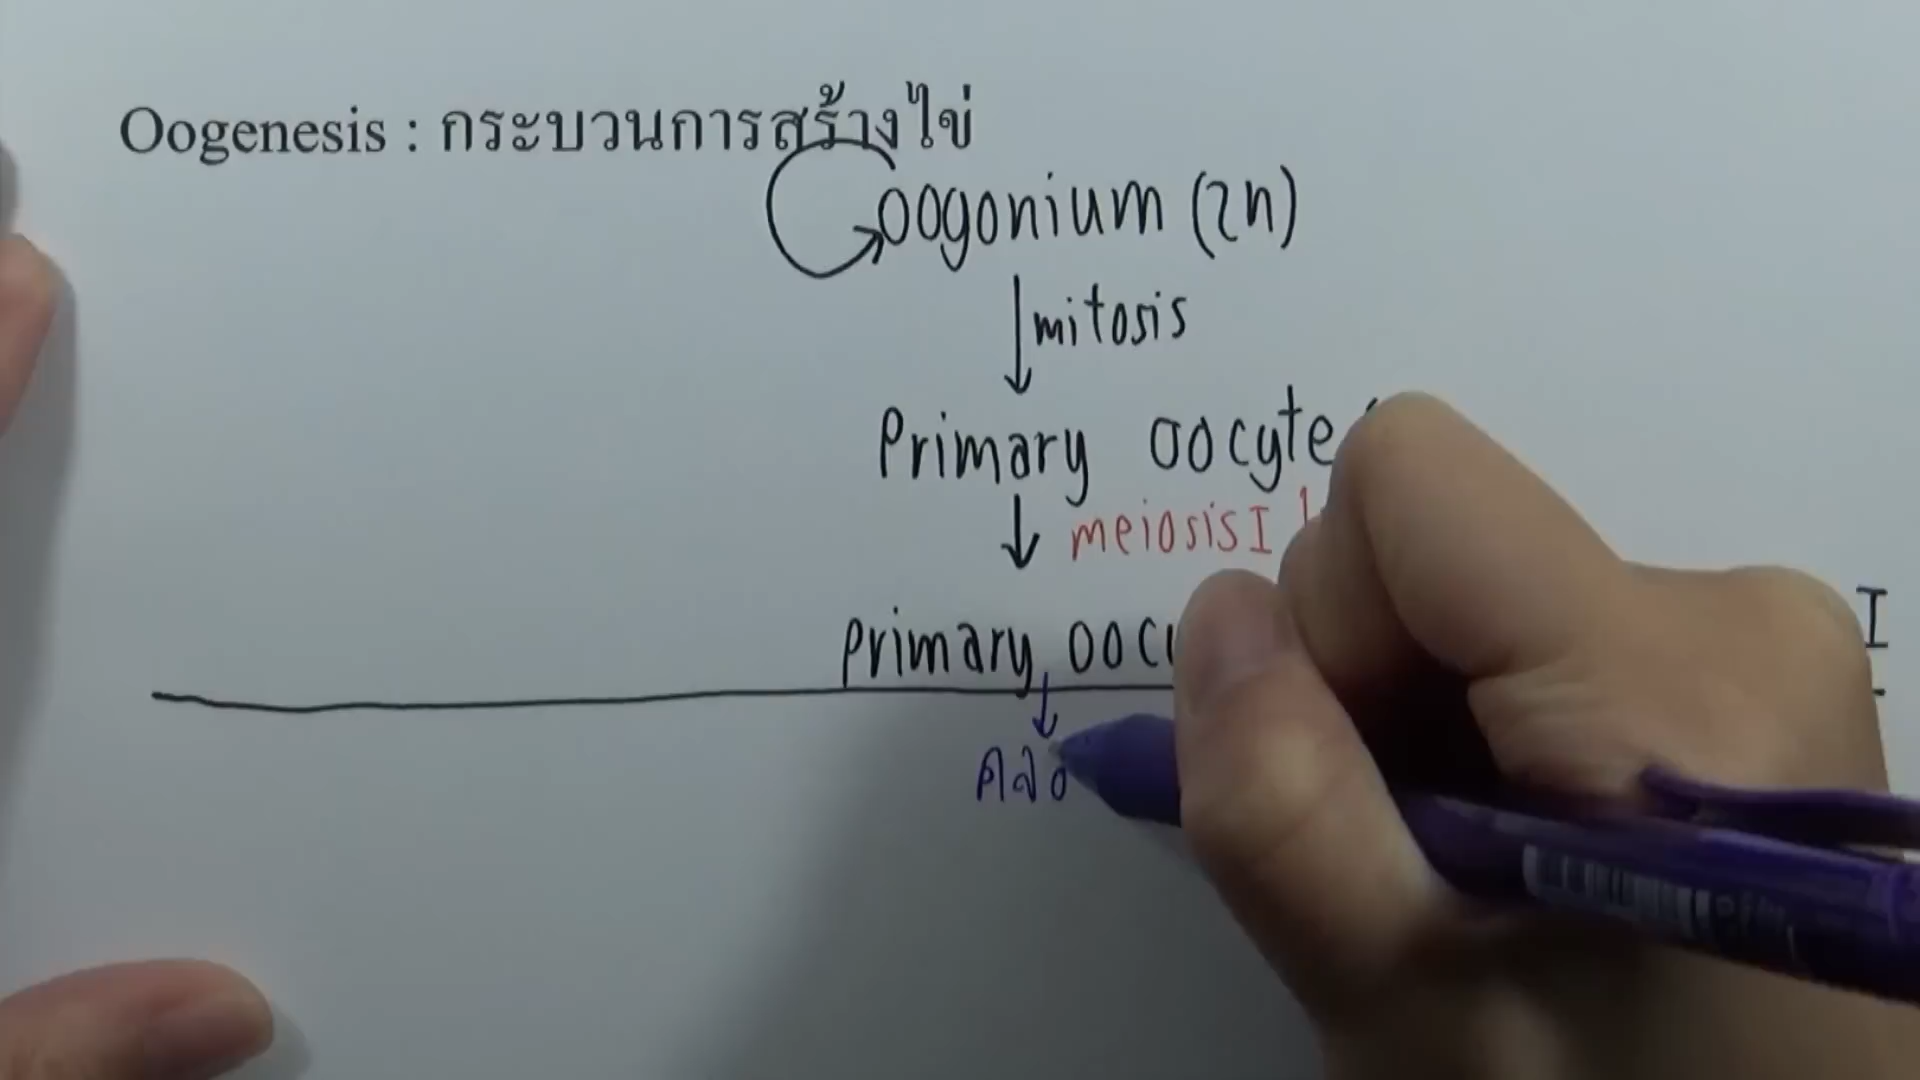 Oogenesis : กระบวนการสร้างไข่
oogonium (2n)
mitosis
Primary oocyte
meiosis I
primary
I
คลอ